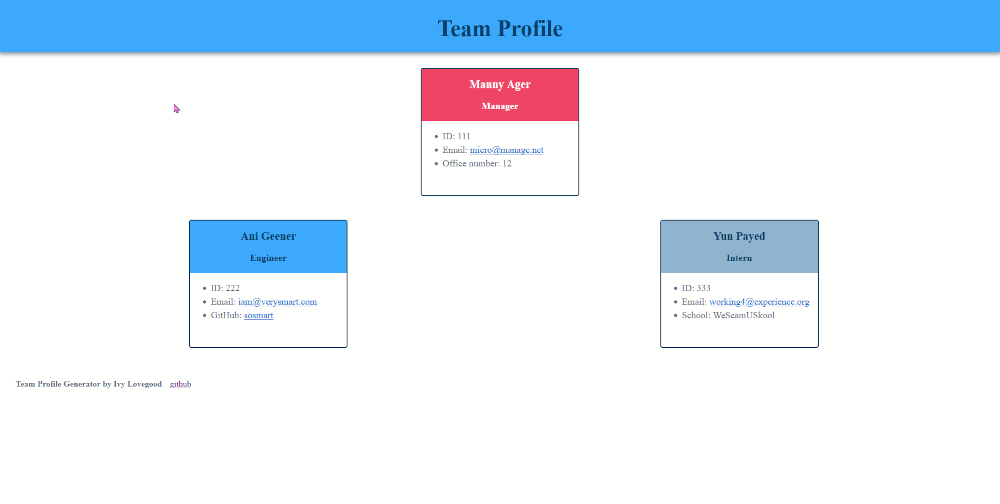 Team Profile
Manny Ager
Manager
ID: 111
Email: micro@manage.net
Office number: 12
Ani Geener
Engineer
ID: 222
Email: iam@verysmart.com
GitHub: sosmart
Yun Payed
Intern
ID: 333
Email: working4@experience.org
School: WeScamUSkool
Team Profile Generator by Ivy Lovegood github